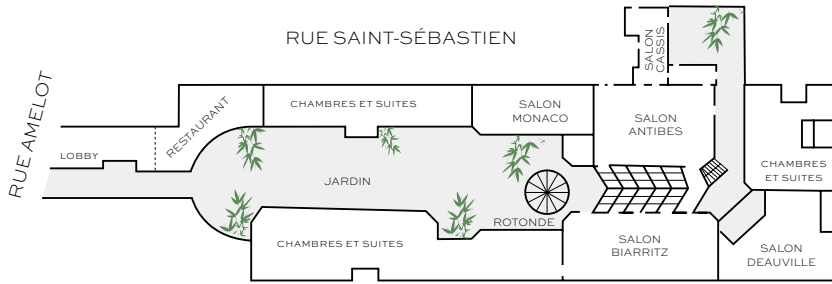 RUE SAINT-SÉBASTIEN
RUE AMELOT
SALON
CASSIS
RESTAURANT
CHAMBRES ET SUITES
SALON
MONACO
SALON
ANTIBES
LOBBY
JARDIN
CHAMBRES
ET SUITES
ROTONDE
CHAMBRES ET SUITES
SALON
BIARRITZ
SALON
DEAUVILLE